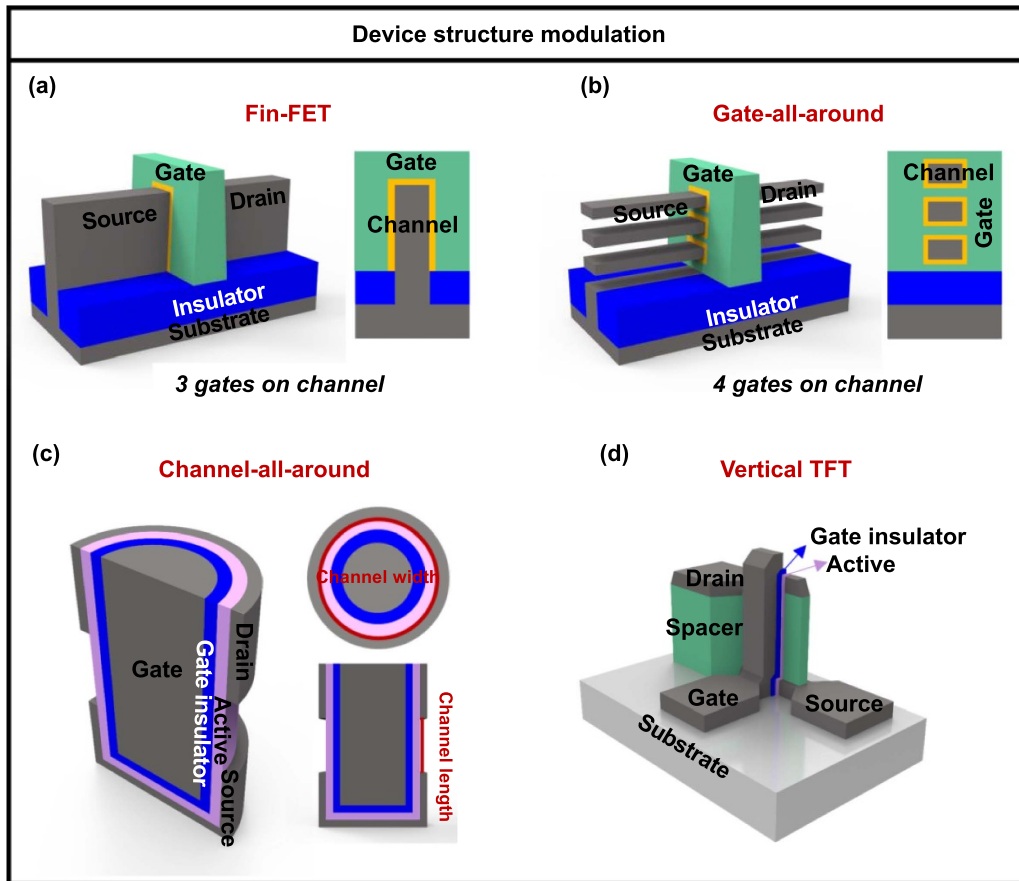 Device structure modulation
(a)
Fin-FET
Gate
Source
Drain
Insulator
Substrate
Gate
Channel
3 gates on channel
(b)
Gate-all-around
Gate
Source
Drain
Insulator
Substrate
Channel
Gate
4 gates on channel
(c)
Channel-all-around
Gate
Gate insulator
Active
Drain
Source
Channel width
Channel length
(d)
Vertical TFT
Gate insulator
Active
Drain
Spacer
Gate
Source
Substrate